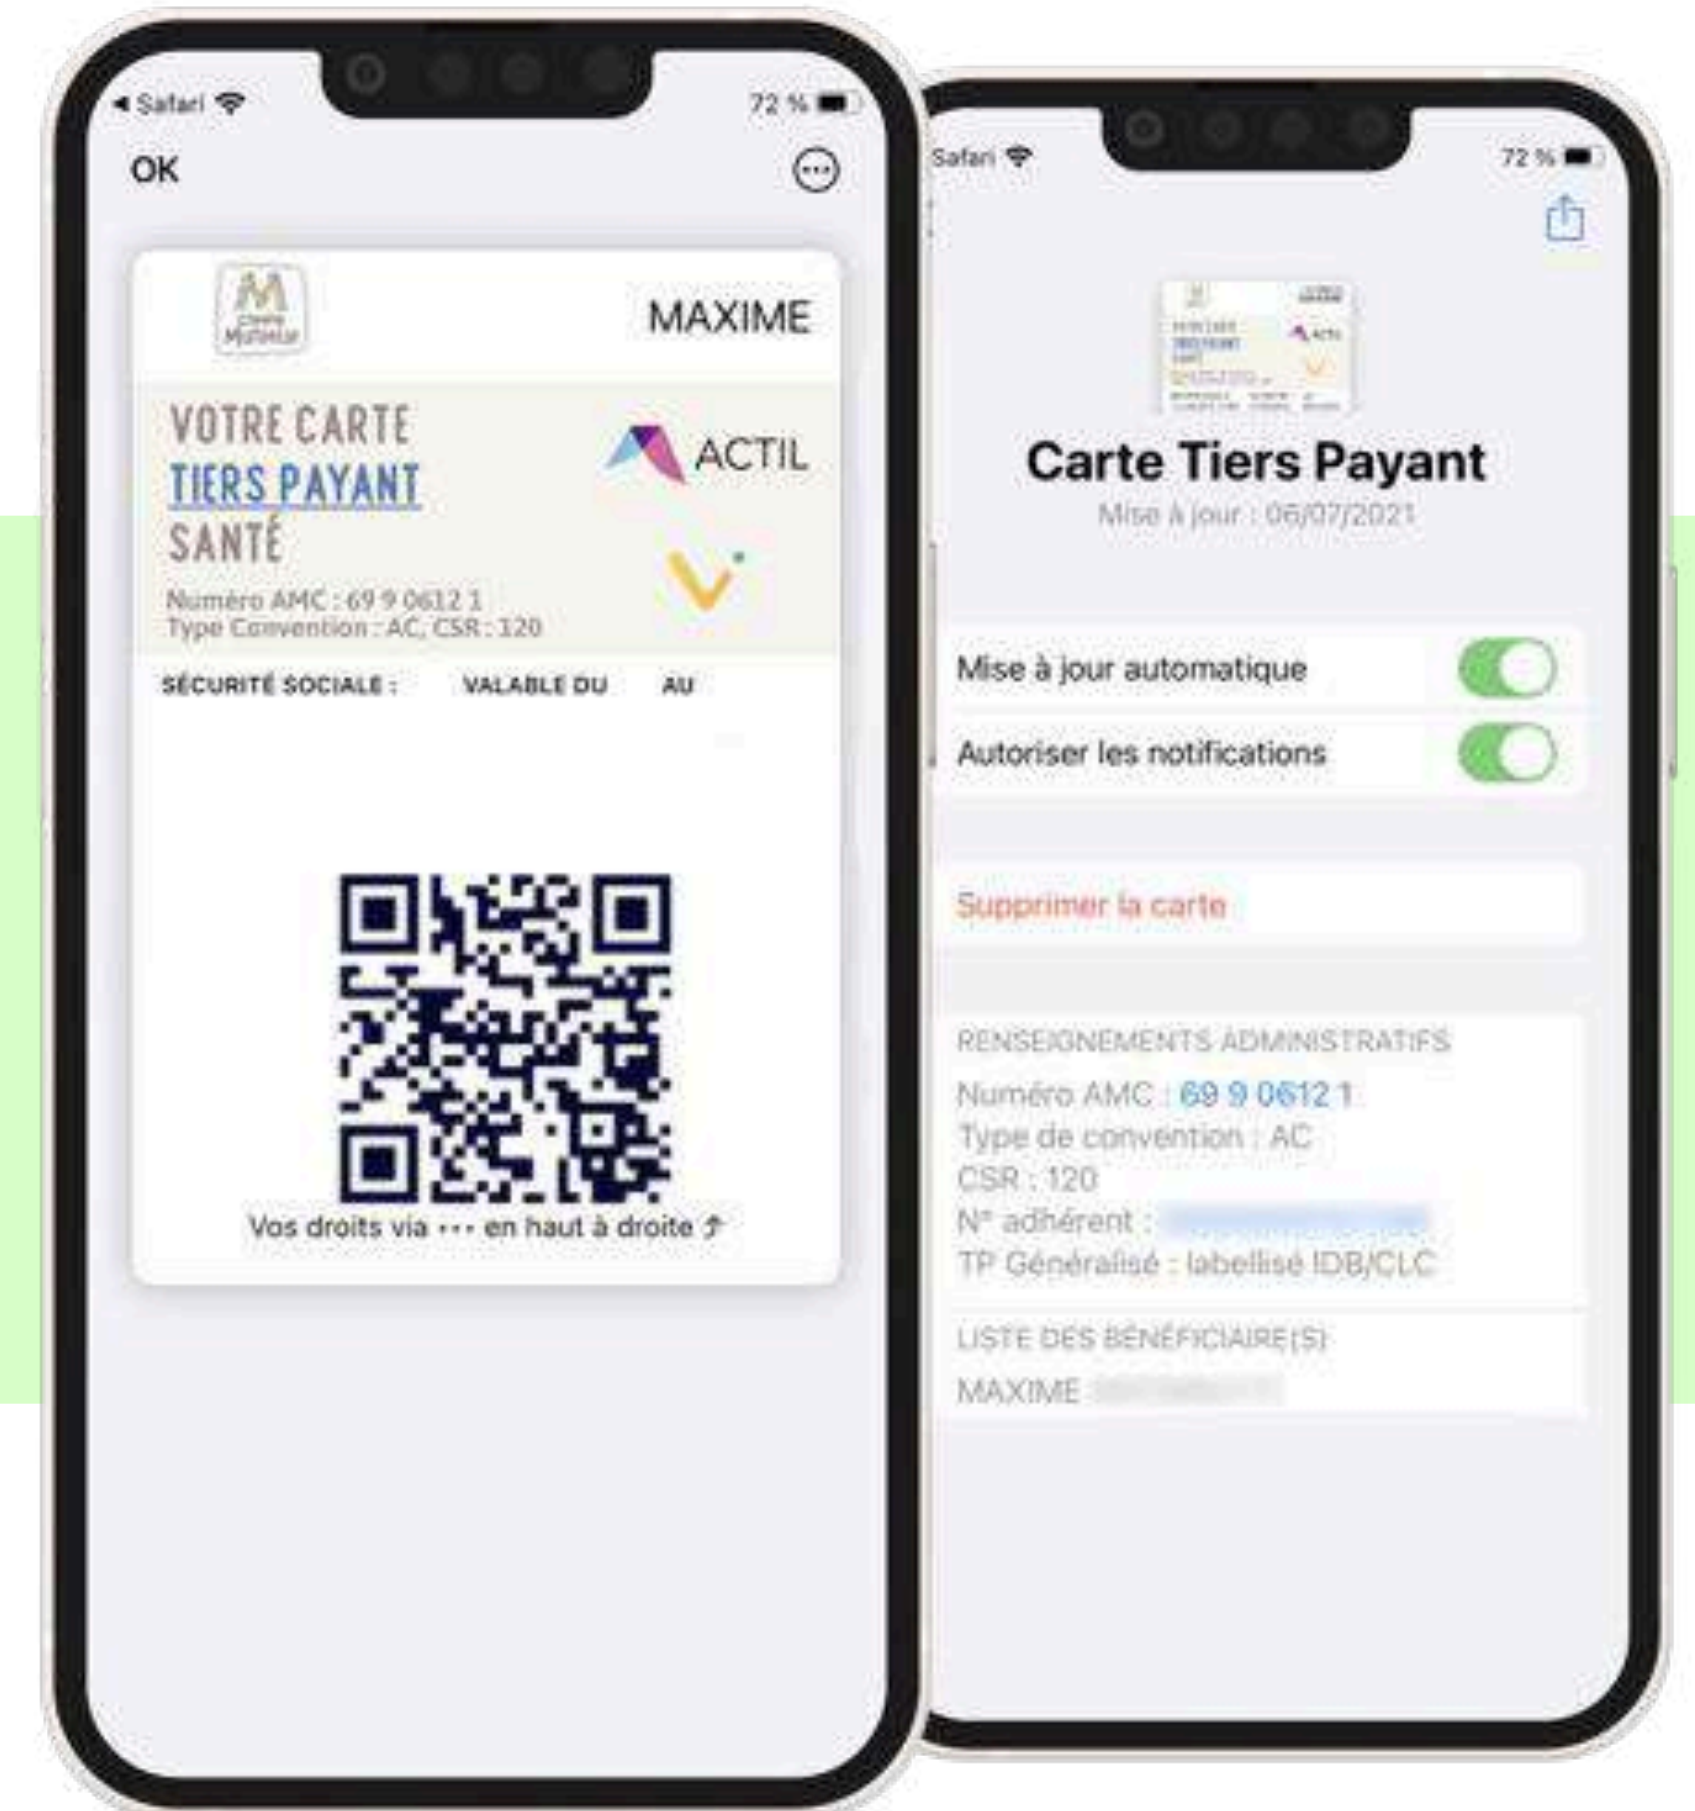 Safari
72 %
OK
MAXIME
VOTRE CARTE
TIERS PAYANT
SANTÉ
ACTIL
Numéro AMC : 69 9 0612 1
Type Convention : AC, CSR : 120
SÉCURITÉ SOCIALE : VALABLE DU AU
Vos droits via ··· en haut à droite
Safari
72 %
Carte Tiers Payant
Mise à jour : 06/07/2021
Mise à jour automatique
Autoriser les notifications
Supprimer la carte
RENSEIGNEMENTS ADMINISTRATIFS
Numéro AMC : 69 9 0612 1
Type de convention : AC
CSR : 120
N° adhérent :
TP Généralisé : labellisé IDB/CLC
LISTE DES BÉNÉFICIAIRE(S)
MAXIME